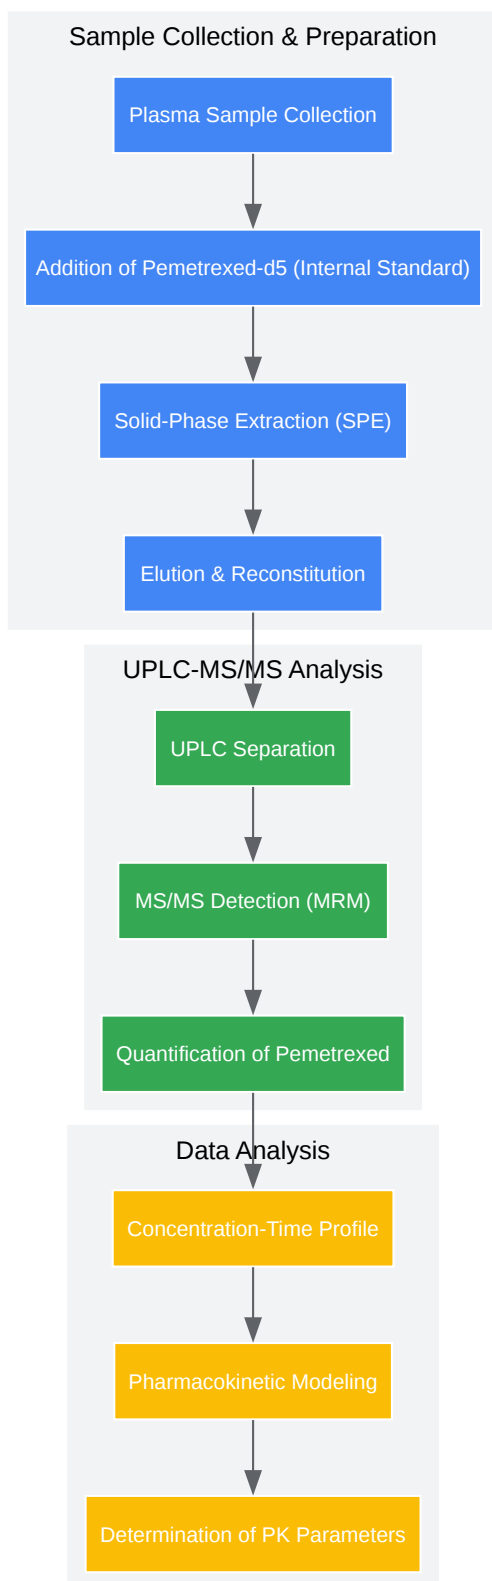 Sample Collection & Preparation
Plasma Sample Collection
Addition of Pemetrexed-d5 (Internal Standard)
Solid-Phase Extraction (SPE)
Elution & Reconstitution
UPLC-MS/MS Analysis
UPLC Separation
MS/MS Detection (MRM)
Quantification of Pemetrexed
Data Analysis
Concentration-Time Profile
Pharmacokinetic Modeling
Determination of PK Parameters